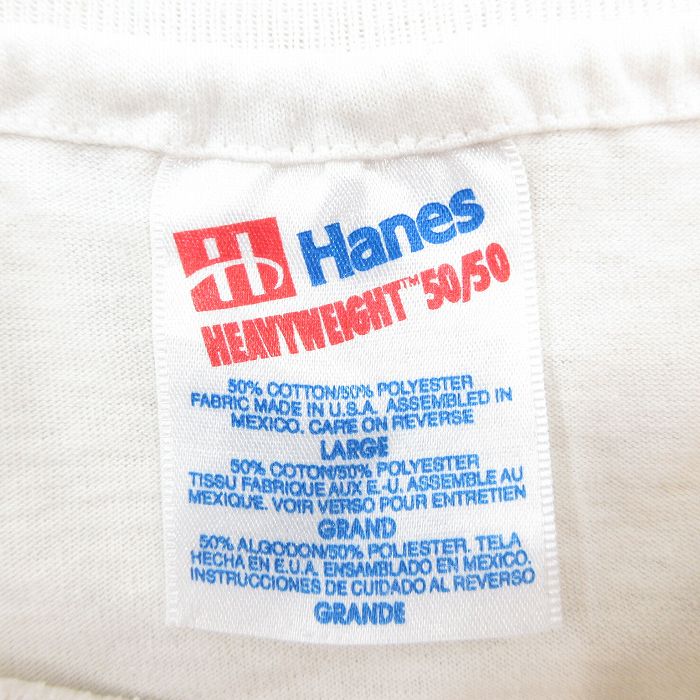 H Hanes
HEAVYWEIGHT™ 50/50
50% COTTON/50% POLYESTER
FABRIC MADE IN U.S.A. ASSEMBLED IN
MEXICO. CARE ON REVERSE
LARGE
50% COTON/50% POLYESTER
TISSU FABRIQUE AUX E.-U. ASSEMBLE AU
MEXIQUE. VOIR VERSO POUR ENTRETIEN
GRAND
50% ALGODON/50% POLIESTER. TELA
HECHA EN E.U.A. ENSAMBLADO EN MEXICO.
INSTRUCCIONES DE CUIDADO AL REVERSO
GRANDE